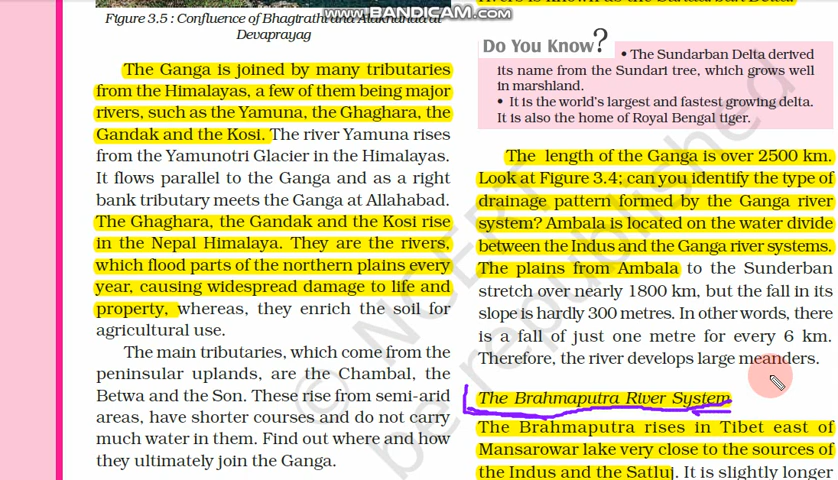 Figure 3.5 : Confluence of Bhagirathi and Alaknanda at
Devaprayag
The Ganga is joined by many tributaries
from the Himalayas, a few of them being major
rivers, such as the Yamuna, the Ghaghara, the
Gandak and the Kosi. The river Yamuna rises
from the Yamunotri Glacier in the Himalayas.
It flows parallel to the Ganga and as a right
bank tributary meets the Ganga at Allahabad.
The Ghaghara, the Gandak and the Kosi rise
in the Nepal Himalaya. They are the rivers,
which flood parts of the northern plains every
year, causing widespread damage to life and
property, whereas, they enrich the soil for
agricultural use.
The main tributaries, which come from the
peninsular uplands, are the Chambal, the
Betwa and the Son. These rise from semi-arid
areas, have shorter courses and do not carry
much water in them. Find out where and how
they ultimately join the Ganga.
www.BANDICAM.com
Rivers is known as the Sundarban Delta.
Do You Know?
• The Sundarban Delta derived
its name from the Sundari tree, which grows well
in marshland.
• It is the world's largest and fastest growing delta.
It is also the home of Royal Bengal tiger.
The length of the Ganga is over 2500 km.
Look at Figure 3.4; can you identify the type of
drainage pattern formed by the Ganga river
system? Ambala is located on the water divide
between the Indus and the Ganga river systems.
The plains from Ambala to the Sunderban
stretch over nearly 1800 km, but the fall in its
slope is hardly 300 metres. In other words, there
is a fall of just one metre for every 6 km.
Therefore, the river develops large meanders.
The Brahmaputra River System
The Brahmaputra rises in Tibet east of
Mansarowar lake very close to the sources of
the Indus and the Satluj. It is slightly longer
© NCERT
be republished